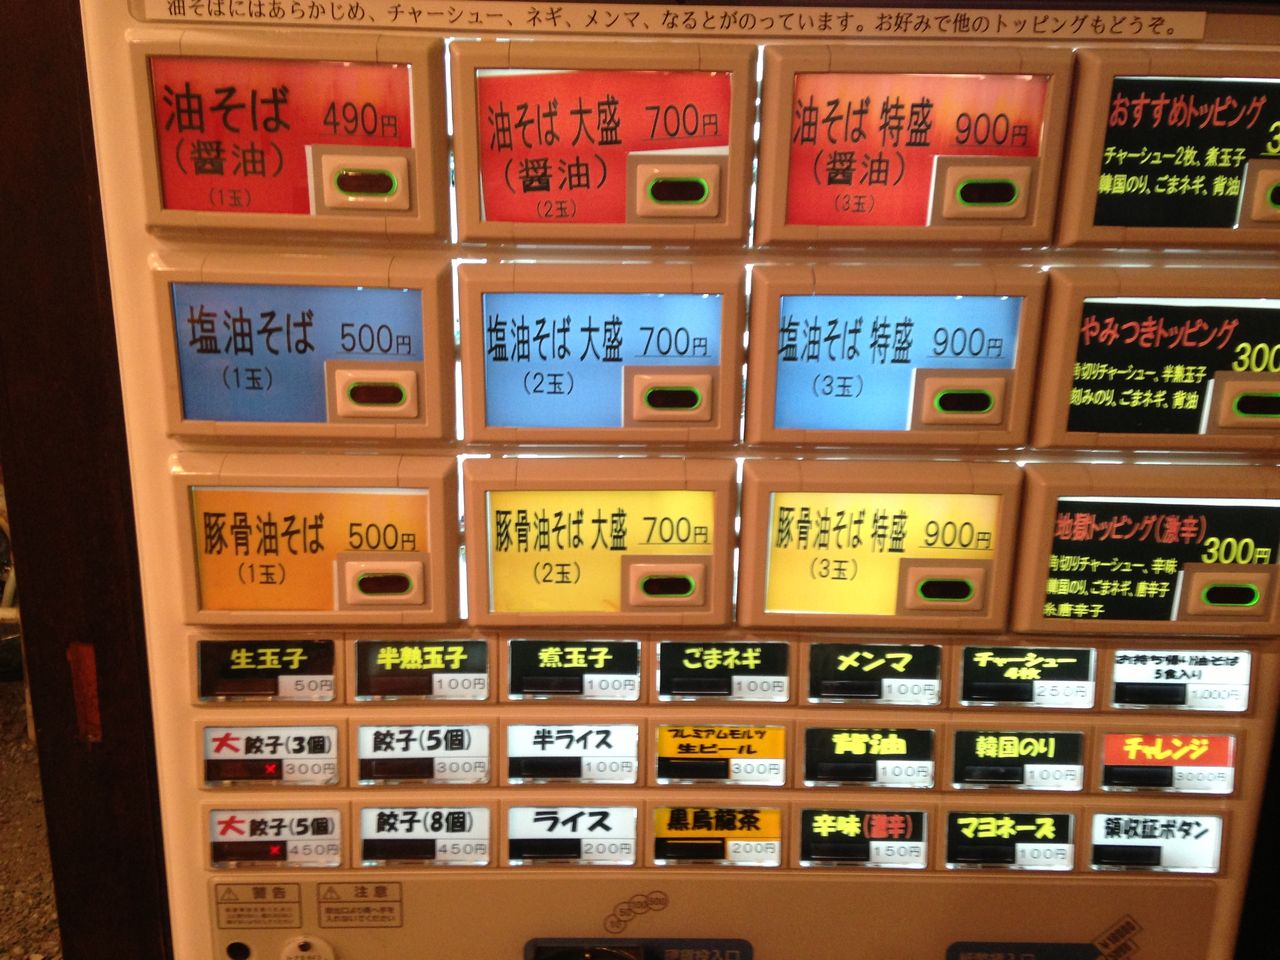 油そばにはあらかじめ、チャーシュー、ネギ、メンマ、なるとがのっています。お好みで他のトッピングもどうぞ。
油そば 490円
(醤油)
(1玉)
油そば 大盛 700円
(醤油)
(2玉)
油そば 特盛 900円
(醤油)
(3玉)
おすすめトッピング
チャーシュー2枚、煮玉子
韓国のり、ごまネギ、背油
塩油そば 500円
(1玉)
塩油そば 大盛 700円
(2玉)
塩油そば 特盛 900円
(3玉)
やみつきトッピング
300
角切りチャーシュー、半熟玉子
刻みのり、ごまネギ、背油
豚骨油そば 500円
(1玉)
豚骨油そば 大盛 700円
(2玉)
豚骨油そば 特盛 900円
(3玉)
地獄トッピング(激辛)
300円
角切りチャーシュー、辛味
韓国のり、ごまネギ、唐辛子
糸唐辛子
生玉子
50円
半熟玉子
100円
煮玉子
100円
ごまネギ
100円
メンマ
100円
チャーシュー
4枚
250円
お持ち帰り油そば
5食入り
1,000円
大 餃子(3個)
300円
餃子(5個)
300円
半ライス
100円
プレミアムモルツ
生ビール
300円
背油
100円
韓国のり
100円
チャレンジ
3000円
大 餃子(5個)
450円
餃子(8個)
450円
ライス
200円
黒烏龍茶
200円
辛味(激辛)
150円
マヨネーズ
100円
領収証ボタン
警告
注意